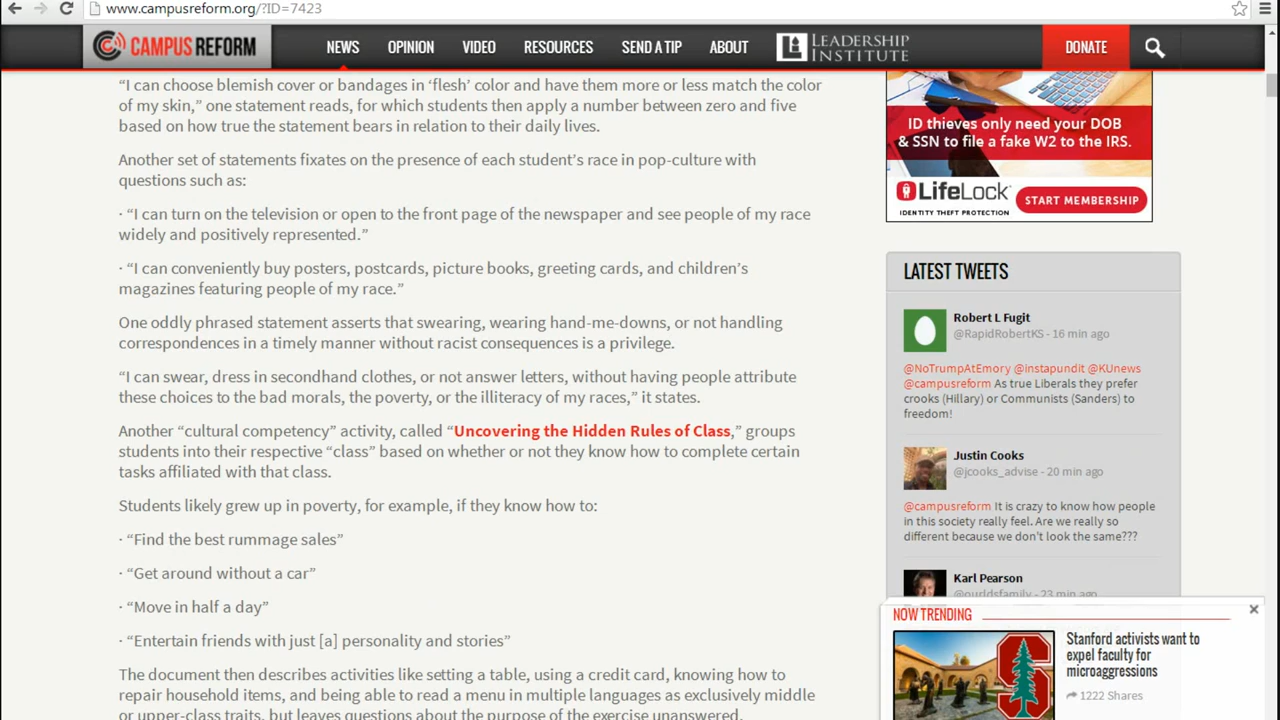 www.campusreform.org/?ID=7423
CAMPUS REFORM
NEWS OPINION VIDEO RESOURCES SEND A TIP ABOUT
LEADERSHIP
INSTITUTE
DONATE
“I can choose blemish cover or bandages in ‘flesh’ color and have them more or less match the color
of my skin,” one statement reads, for which students then apply a number between zero and five
based on how true the statement bears in relation to their daily lives.
Another set of statements fixates on the presence of each student’s race in pop-culture with
questions such as:
· “I can turn on the television or open to the front page of the newspaper and see people of my race
widely and positively represented.”
· “I can conveniently buy posters, postcards, picture books, greeting cards, and children’s
magazines featuring people of my race.”
One oddly phrased statement asserts that swearing, wearing hand-me-downs, or not handling
correspondences in a timely manner without racist consequences is a privilege.
“I can swear, dress in secondhand clothes, or not answer letters, without having people attribute
these choices to the bad morals, the poverty, or the illiteracy of my races,” it states.
Another “cultural competency” activity, called “Uncovering the Hidden Rules of Class,” groups
students into their respective “class” based on whether or not they know how to complete certain
tasks affiliated with that class.
Students likely grew up in poverty, for example, if they know how to:
· “Find the best rummage sales”
· “Get around without a car”
· “Move in half a day”
· “Entertain friends with just [a] personality and stories”
The document then describes activities like setting a table, using a credit card, knowing how to
repair household items, and being able to read a menu in multiple languages as exclusively middle
or upper-class traits, but leaves questions about the purpose of the exercise unanswered.
ID thieves only need your DOB
& SSN to file a fake W2 to the IRS.
LifeLock
IDENTITY THEFT PROTECTION
START MEMBERSHIP
LATEST TWEETS
Robert L Fugit
@RapidRobertKS - 16 min ago
@NoTrumpAtEmory @instapundit @KUnews
@campusreform As true Liberals they prefer
crooks (Hillary) or Communists (Sanders) to
freedom!
Justin Cooks
@jcooks_advise - 20 min ago
@campusreform It is crazy to know how people
in this society really feel. Are we really so
different because we don't look the same???
Karl Pearson
@ourldsfamily - 23 min ago
NOW TRENDING
Stanford activists want to
expel faculty for
microaggressions
1222 Shares